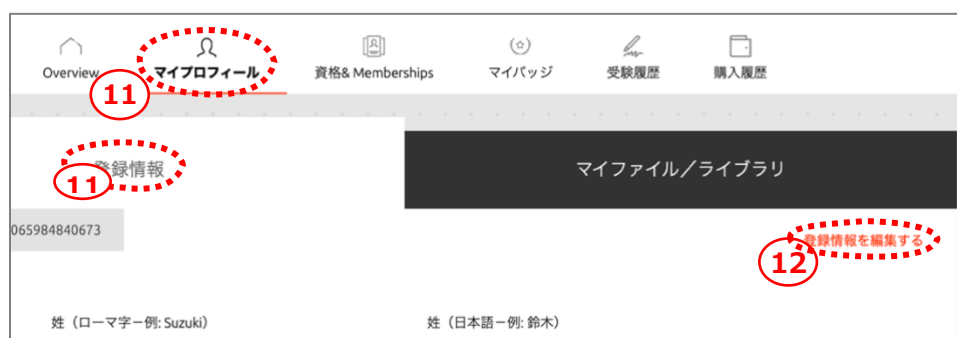 Overview マイプロフィール 資格& Memberships マイバッジ 受験履歴 購入履歴
11
登録情報 マイファイル／ライブラリ
11
065984840673
登録情報を編集する
12
姓（ローマ字－例: Suzuki） 姓（日本語－例: 鈴木）